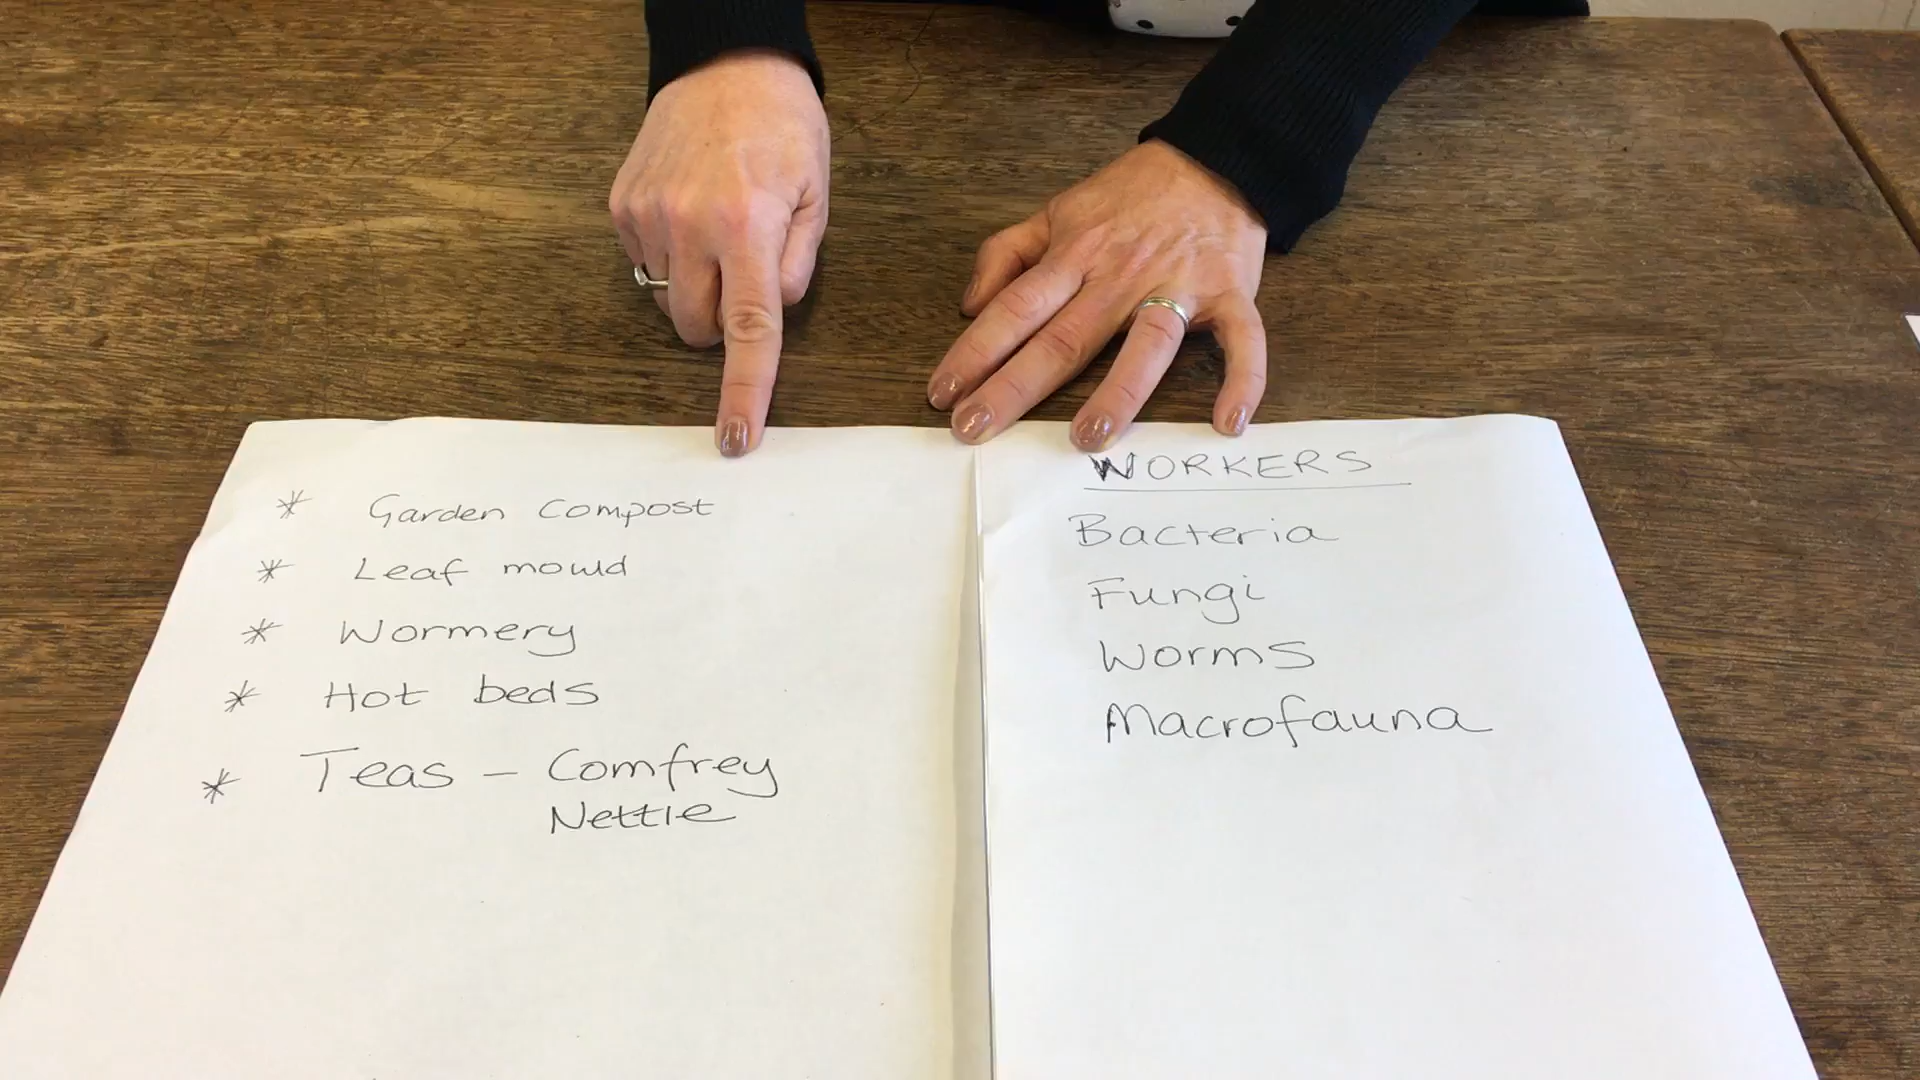 * Garden compost
* Leaf mould
* Wormery
* Hot beds
* Teas – Comfrey
Nettle
WORKERS
Bacteria
Fungi
Worms
Macrofauna